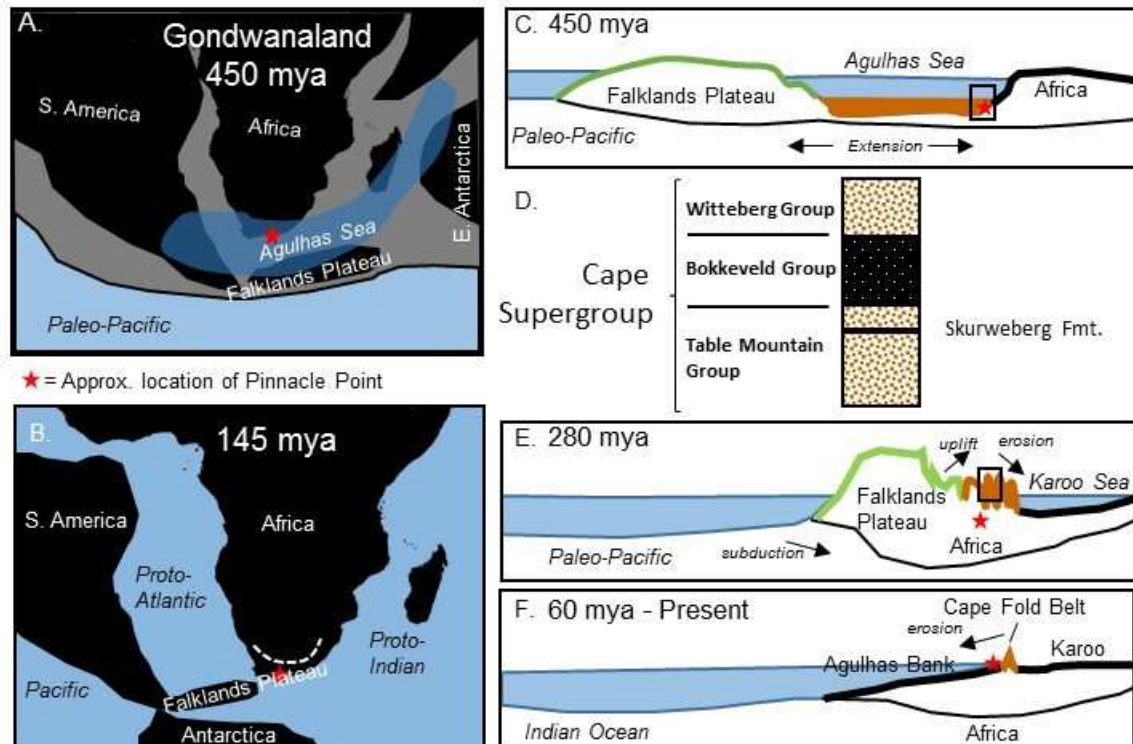 A.
Gondwanaland
450 mya
S. America
Africa
E. Antarctica
Agulhas Sea
Falklands Plateau
Paleo-Pacific
★ = Approx. location of Pinnacle Point
B.
145 mya
S. America
Africa
Proto-
Atlantic
Proto-
Indian
Pacific
Falklands Plateau
Antarctica
C. 450 mya
Agulhas Sea
Falklands Plateau
Africa
Paleo-Pacific
Extension
D.
Witteberg Group
Bokkeveld Group
Cape
Supergroup
Table Mountain
Group
Skurweberg Fmt.
E. 280 mya
uplift
erosion
Karoo Sea
Falklands
Plateau
Africa
subduction
Paleo-Pacific
F. 60 mya - Present
Cape Fold Belt
erosion
Karoo
Agulhas Bank
Indian Ocean
Africa